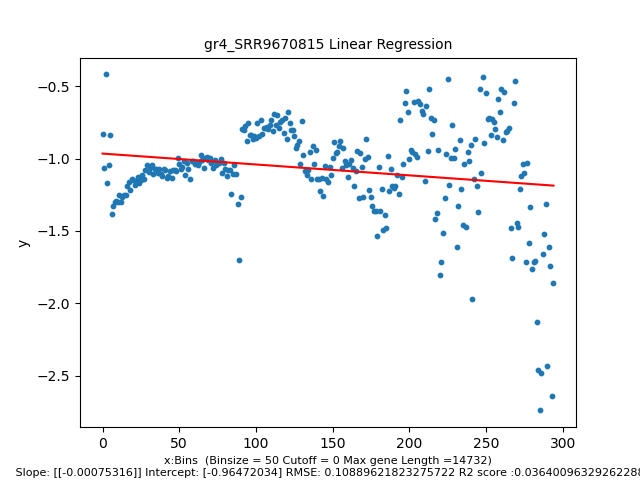 gr4_SRR9670815 Linear Regression
−0.5
−1.0
−1.5
−2.0
−2.5
y
0 50 100 150 200 250 300
x:Bins (Binsize = 50 Cutoff = 0 Max gene Length =14732)
Slope: [[-0.00075316]] Intercept: [-0.96472034] RMSE: 0.10889621823275722 R2 score :0.0364009632926228